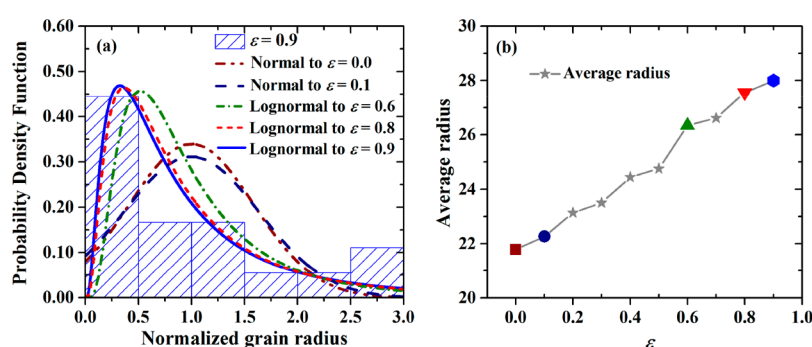 (a)
ε = 0.9
Normal to ε = 0.0
Normal to ε = 0.1
Lognormal to ε = 0.6
Lognormal to ε = 0.8
Lognormal to ε = 0.9
Probability Density Function
0.60
0.50
0.40
0.30
0.20
0.10
0.00
0.0 0.5 1.0 1.5 2.0 2.5 3.0
Normalized grain radius
(b)
Average radius
Average radius
30
28
26
24
22
20
0.0 0.2 0.4 0.6 0.8 1.0
ε